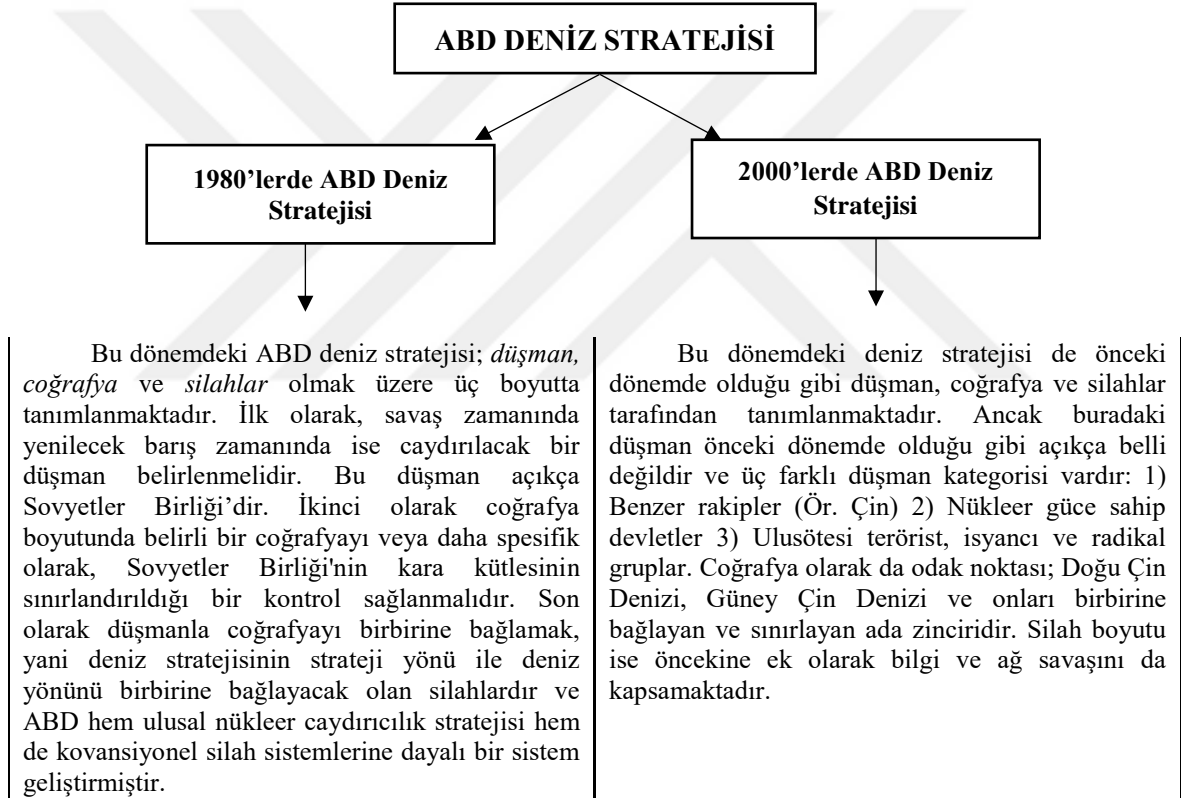 ABD DENİZ STRATEJİSİ
1980’lerde ABD Deniz
Stratejisi
2000’lerde ABD Deniz
Stratejisi
Bu dönemdeki ABD deniz stratejisi; düşman,
coğrafya ve silahlar olmak üzere üç boyutta
tanımlanmaktadır. İlk olarak, savaş zamanında
yenilecek barış zamanında ise caydırılacak bir
düşman belirlenmelidir. Bu düşman açıkça
Sovyetler Birliği’dir. İkinci olarak coğrafya
boyutunda belirli bir coğrafyayı veya daha spesifik
olarak, Sovyetler Birliği'nin kara kütlesinin
sınırlandırıldığı bir kontrol sağlanmalıdır. Son
olarak düşmanla coğrafyayı birbirine bağlamak,
yani deniz stratejisinin strateji yönü ile deniz
yönünü birbirine bağlayacak olan silahlardır ve
ABD hem ulusal nükleer caydırıcılık stratejisi hem
de kovansiyonel silah sistemlerine dayalı bir sistem
geliştirmiştir.
Bu dönemdeki deniz stratejisi de önceki
dönemde olduğu gibi düşman, coğrafya ve silahlar
tarafından tanımlanmaktadır. Ancak buradaki
düşman önceki dönemde olduğu gibi açıkça belli
değildir ve üç farklı düşman kategorisi vardır: 1)
Benzer rakipler (Ör. Çin) 2) Nükleer güce sahip
devletler 3) Ulusötesi terörist, isyancı ve radikal
gruplar. Coğrafya olarak da odak noktası; Doğu Çin
Denizi, Güney Çin Denizi ve onları birbirine
bağlayan ve sınırlayan ada zinciridir. Silah boyutu
ise öncekine ek olarak bilgi ve ağ savaşını da
kapsamaktadır.